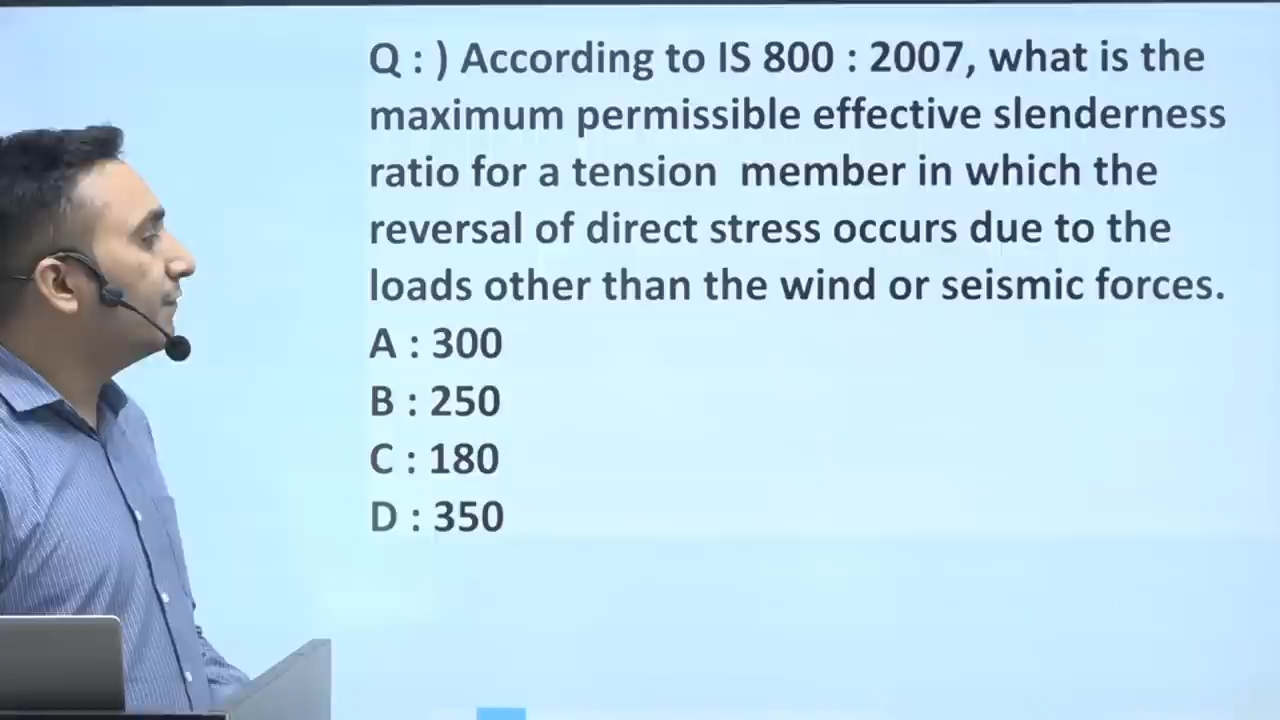 Q : ) According to IS 800 : 2007, what is the
maximum permissible effective slenderness
ratio for a tension  member in which the
reversal of direct stress occurs due to the
loads other than the wind or seismic forces.
A : 300
B : 250
C : 180
D : 350